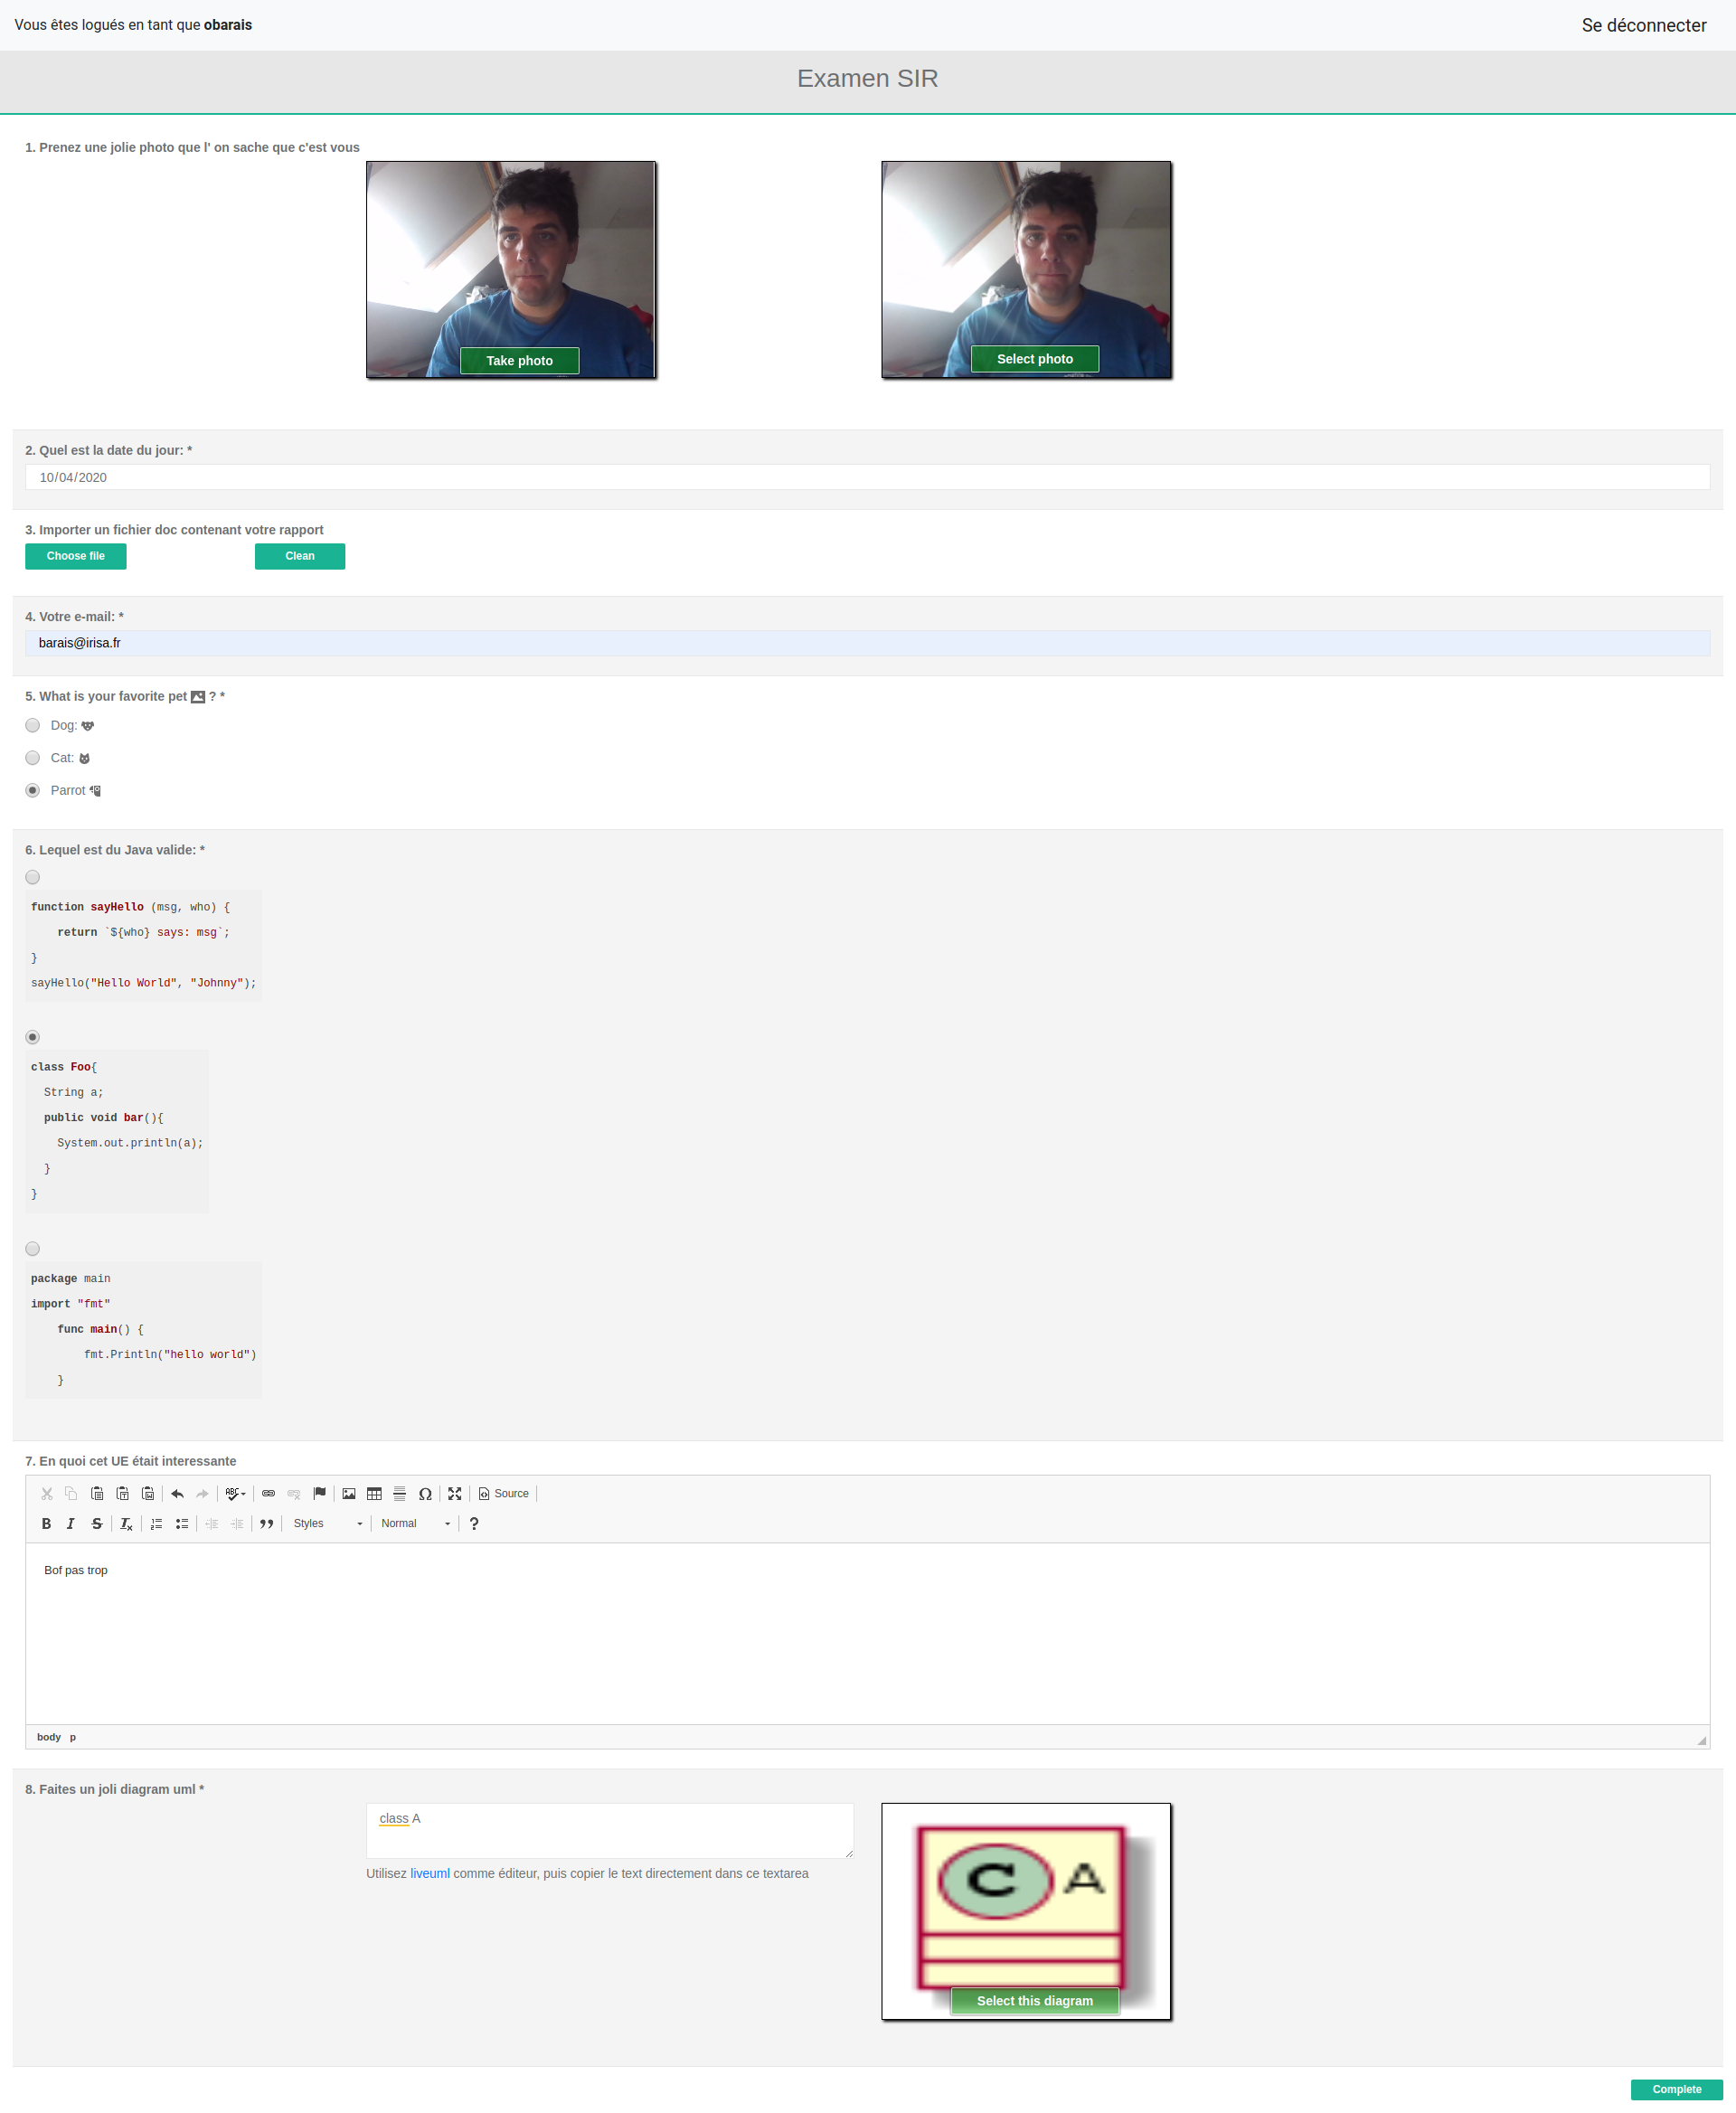 Vous êtes logués en tant que obarais
Se déconnecter
Examen SIR
1. Prenez une jolie photo que l' on sache que c'est vous
Take photo
Select photo
2. Quel est la date du jour: *
10/04/2020
3. Importer un fichier doc contenant votre rapport
Choose file
Clean
4. Votre e-mail: *
barais@irisa.fr
5. What is your favorite pet ? *
Dog:
Cat:
Parrot
6. Lequel est du Java valide: *
function sayHello (msg, who) {
    return `${who} says: msg`;
}
sayHello("Hello World", "Johnny");
class Foo{
  String a;
  public void bar(){
    System.out.println(a);
  }
}
package main
import "fmt"
    func main() {
        fmt.Println("hello world")
    }
7. En quoi cet UE était interessante
ABC
Source
B I S Tx Styles Normal ?
Bof pas trop
body p
8. Faites un joli diagram uml *
class A
Utilisez liveuml comme éditeur, puis copier le text directement dans ce textarea
C A
Select this diagram
Complete